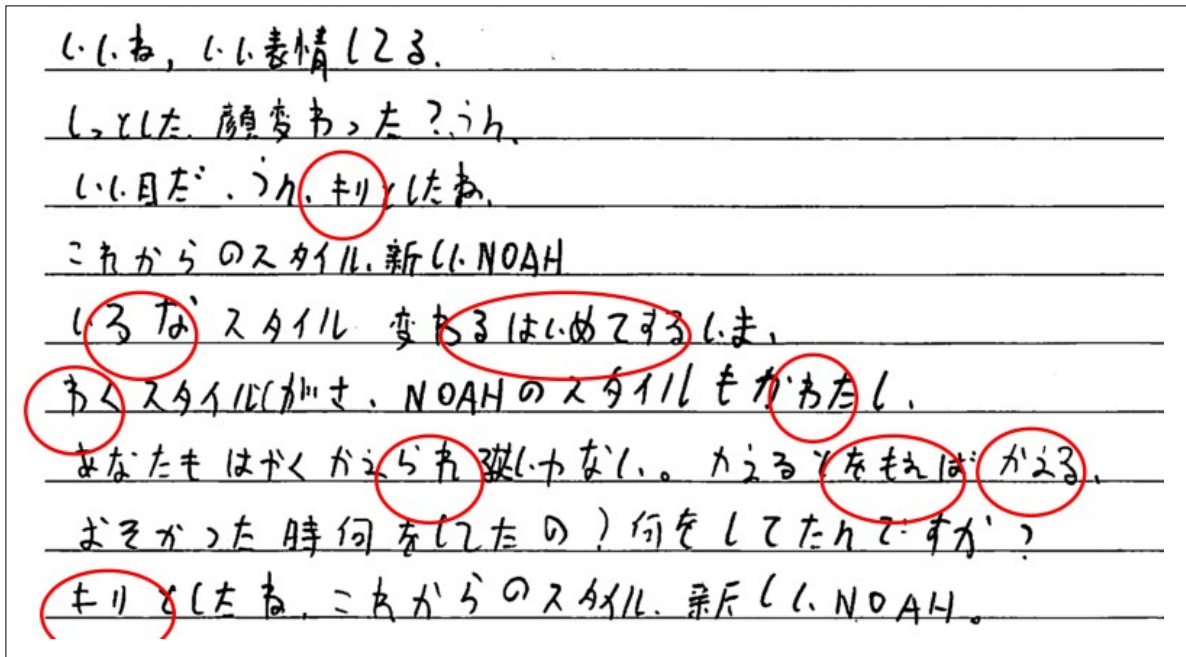 いいね, いい表情してる.
しっとした. 顔変わった?うん.
いい目だ、うん、キリとしたね、
これからのスタイル、新しいNOAH
いるなスタイル 変わるはいめてするいま、
わくスタイルしがさ、NOAHのスタイルもかわたし、
あなたもはやくかえられ いかない。かえるとをもえばかえる、
おそかった時何をしてたの?何をしてたんですか?
キリとしたね、これからのスタイル、新しいNOAH。